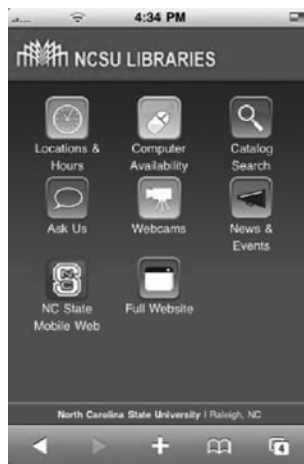 4:34 PM
NCSU LIBRARIES
Locations & Hours
Computer Availability
Catalog Search
Ask Us
Webcams
News & Events
NC State Mobile Web
Full Website
North Carolina State University | Raleigh, NC
4